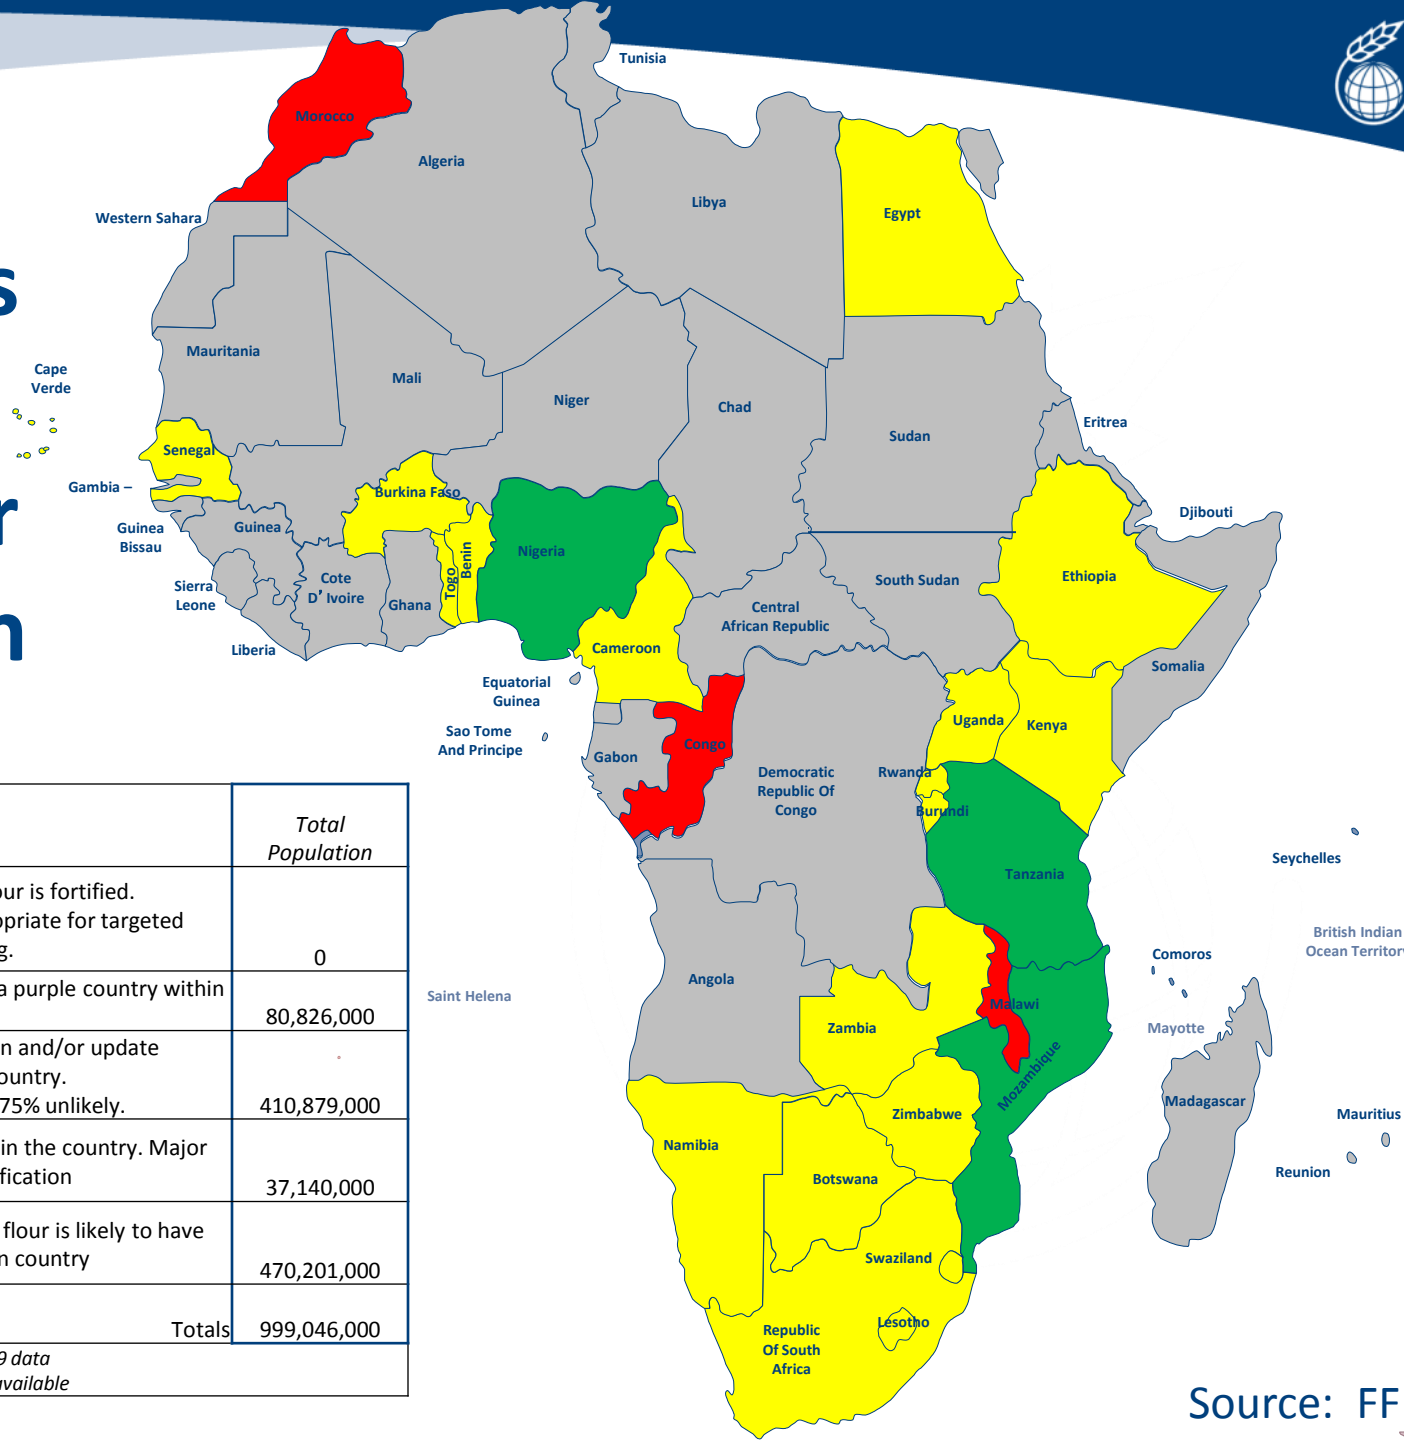 s
r
n
Tunisia
Morocco
Algeria
Libya
Egypt
Western Sahara
Mauritania
Mali
Niger
Chad
Sudan
Eritrea
Cape
Verde
Senegal
Gambia –
Burkina Faso
Guinea
Bissau
Guinea
Nigeria
Djibouti
Sierra
Leone
Cote
D’ Ivoire
Ghana
Togo
Benin
Central
African Republic
South Sudan
Ethiopia
Liberia
Cameroon
Somalia
Equatorial
Guinea
Sao Tome
And Principe
Gabon
Congo
Democratic
Republic Of
Congo
Uganda
Kenya
Rwanda
Burundi
Tanzania
Seychelles
British Indian
Ocean Territory
Comoros
Mayotte
Saint Helena
Angola
Zambia
Malawi
Mozambique
Zimbabwe
Madagascar
Mauritius
Reunion
Namibia
Botswana
Swaziland
Lesotho
Republic
Of South
Africa
Total
Population
our is fortified.
opriate for targeted
g.
0
a purple country within
80,826,000
n and/or update
ountry.
75% unlikely.
410,879,000
in the country. Major
fication
37,140,000
flour is likely to have
n country
470,201,000
Totals
999,046,000
9 data
available
Source: FF